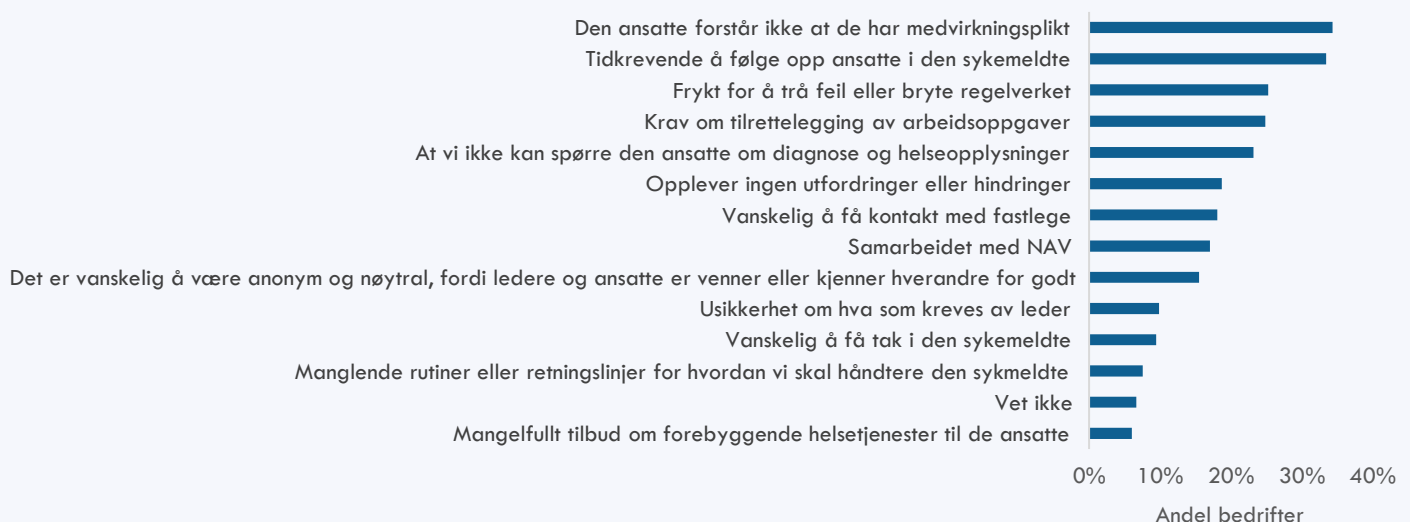 Den ansatte forstår ikke at de har medvirkningsplikt
Tidkrevende å følge opp ansatte i den sykemeldte
Frykt for å trå feil eller bryte regelverket
Krav om tilrettelegging av arbeidsoppgaver
At vi ikke kan spørre den ansatte om diagnose og helseopplysninger
Opplever ingen utfordringer eller hindringer
Vanskelig å få kontakt med fastlege
Samarbeidet med NAV
Det er vanskelig å være anonym og nøytral, fordi ledere og ansatte er venner eller kjenner hverandre for godt
Usikkerhet om hva som kreves av leder
Vanskelig å få tak i den sykemeldte
Manglende rutiner eller retningslinjer for hvordan vi skal håndtere den sykmeldte
Vet ikke
Mangelfullt tilbud om forebyggende helsetjenester til de ansatte
0% 10% 20% 30% 40%
Andel bedrifter